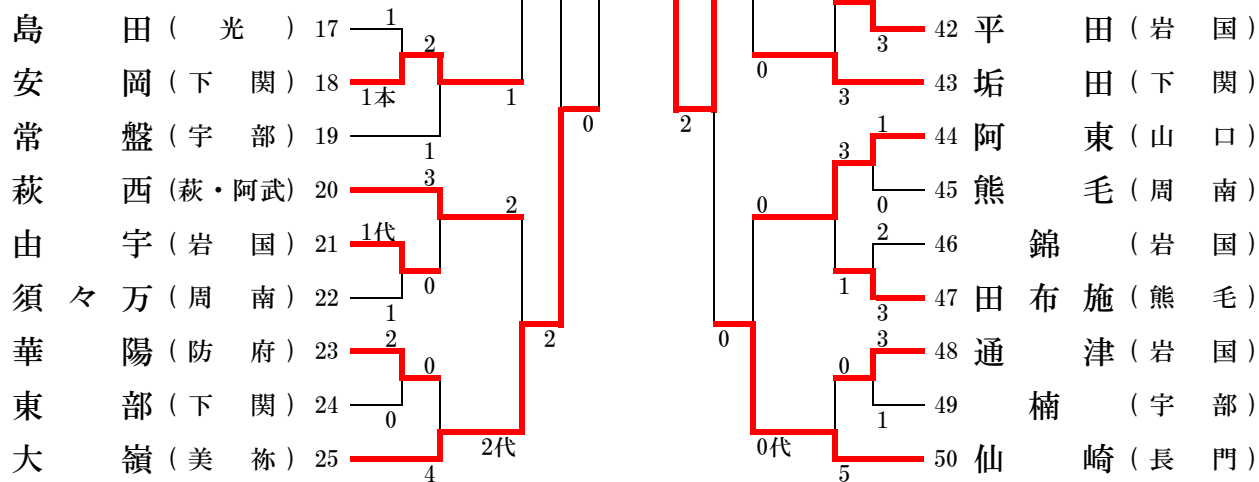 島田(光)17 1
2
安岡(下関)18 1本 1
0
常盤(宇部)19 1
萩西(萩・阿武)20 3
2
由宇(岩国)21 1代
0
須々万(周南)22 1
2
華陽(防府)23 2
0
東部(下関)24 0
2代
大嶺(美祢)25 4
3 42 平田(岩国)
0
3 43 垢田(下関)
2
1 44 阿東(山口)
3
0 45 熊毛(周南)
0
2 46 錦(岩国)
1
3 47 田布施(熊毛)
0
3 48 通津(岩国)
0
1 49 楠(宇部)
0代
5 50 仙崎(長門)